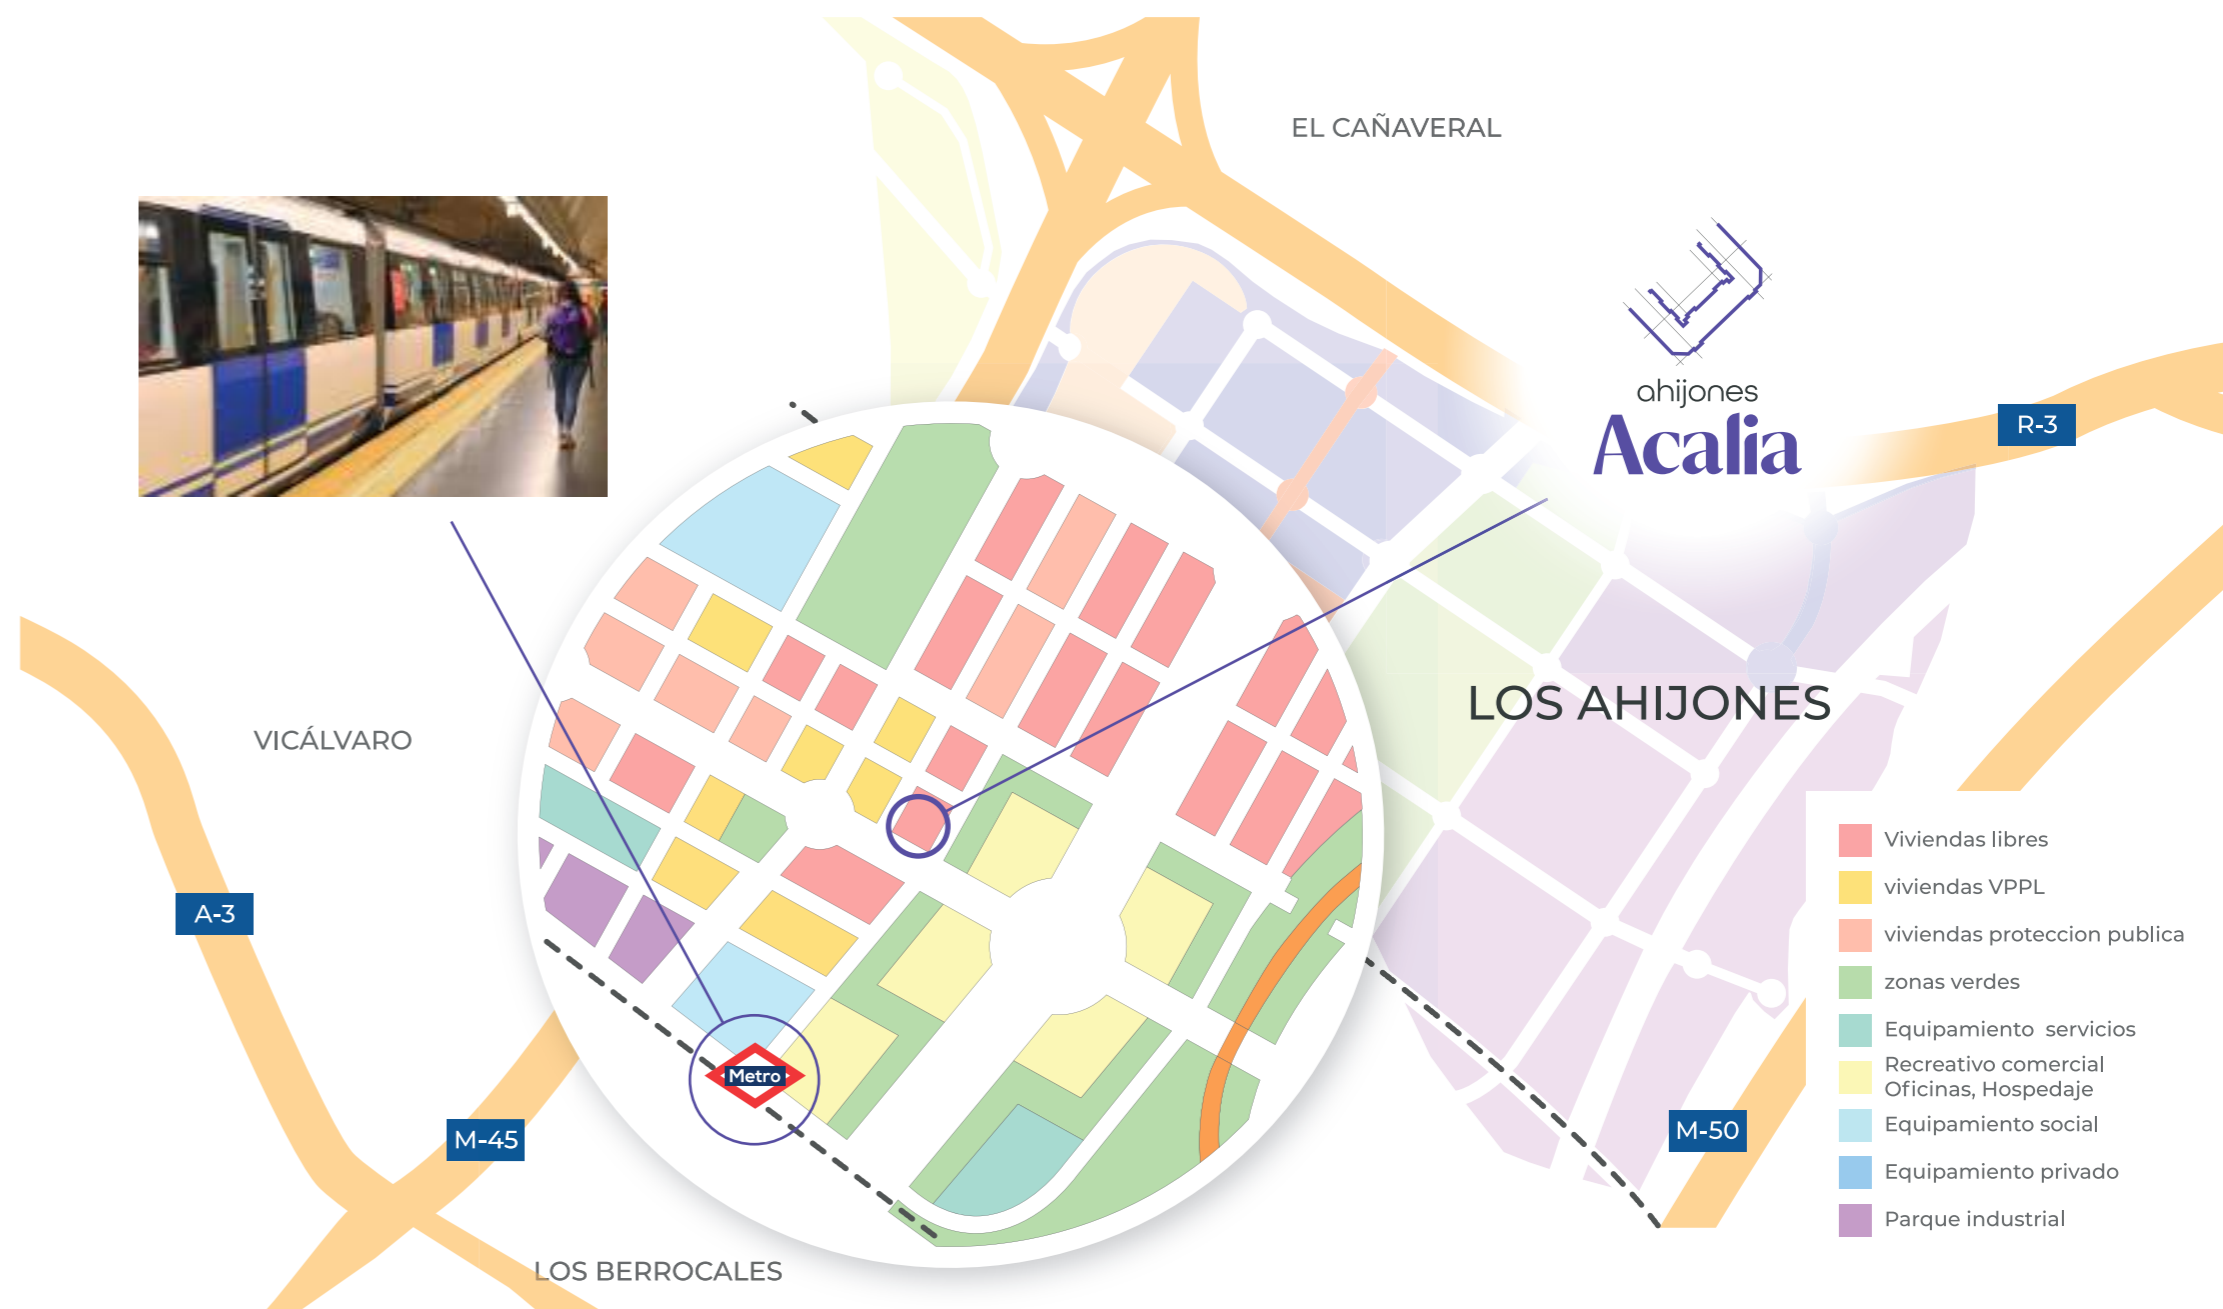 EL CAÑAVERAL
ahijones
Acalia
R-3
LOS AHIJONES
VICÁLVARO
A-3
Metro
M-45
M-50
LOS BERROCALES
Viviendas libres
viviendas VPPL
viviendas proteccion publica
zonas verdes
Equipamiento servicios
Recreativo comercial
Oficinas, Hospedaje
Equipamiento social
Equipamiento privado
Parque industrial